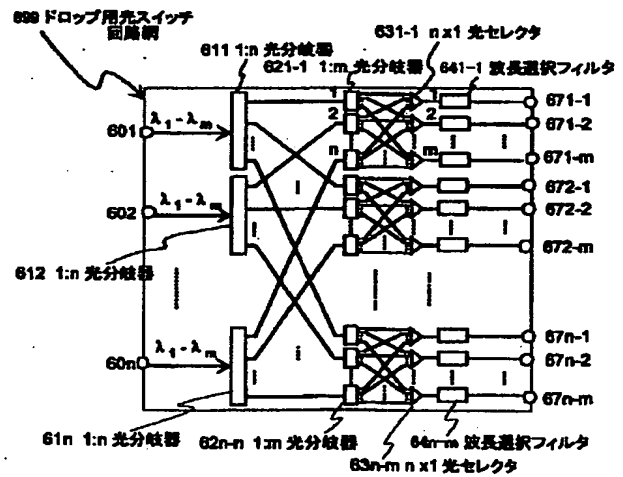 699 ドロップ用光スイッチ
回路網
611 1:n 光分岐器
631-1 n x1 光セレクタ
621-1 1:m 光分岐器
641-1 波長選択フィルタ
601
λ1 - λm
1
2
n
1
2
m
671-1
671-2
671-m
602
λ1 - λm
672-1
672-2
672-m
612 1:n 光分岐器
60n
λ1 - λm
67n-1
67n-2
67n-m
61n 1:n 光分岐器
62n-n 1:m 光分岐器
64n-m 波長選択フィルタ
63n-m n x1 光セレクタ